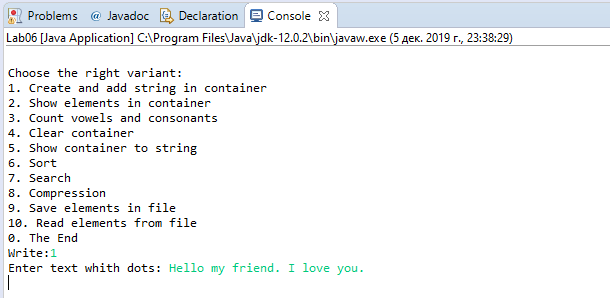 Problems @ Javadoc Declaration Console
Lab06 [Java Application] C:\Program Files\Java\jdk-12.0.2\bin\javaw.exe (5 дек. 2019 г., 23:38:29)
Choose the right variant:
1. Create and add string in container
2. Show elements in container
3. Count vowels and consonants
4. Clear container
5. Show container to string
6. Sort
7. Search
8. Compression
9. Save elements in file
10. Read elements from file
0. The End
Write:1
Enter text whith dots: Hello my friend. I love you.